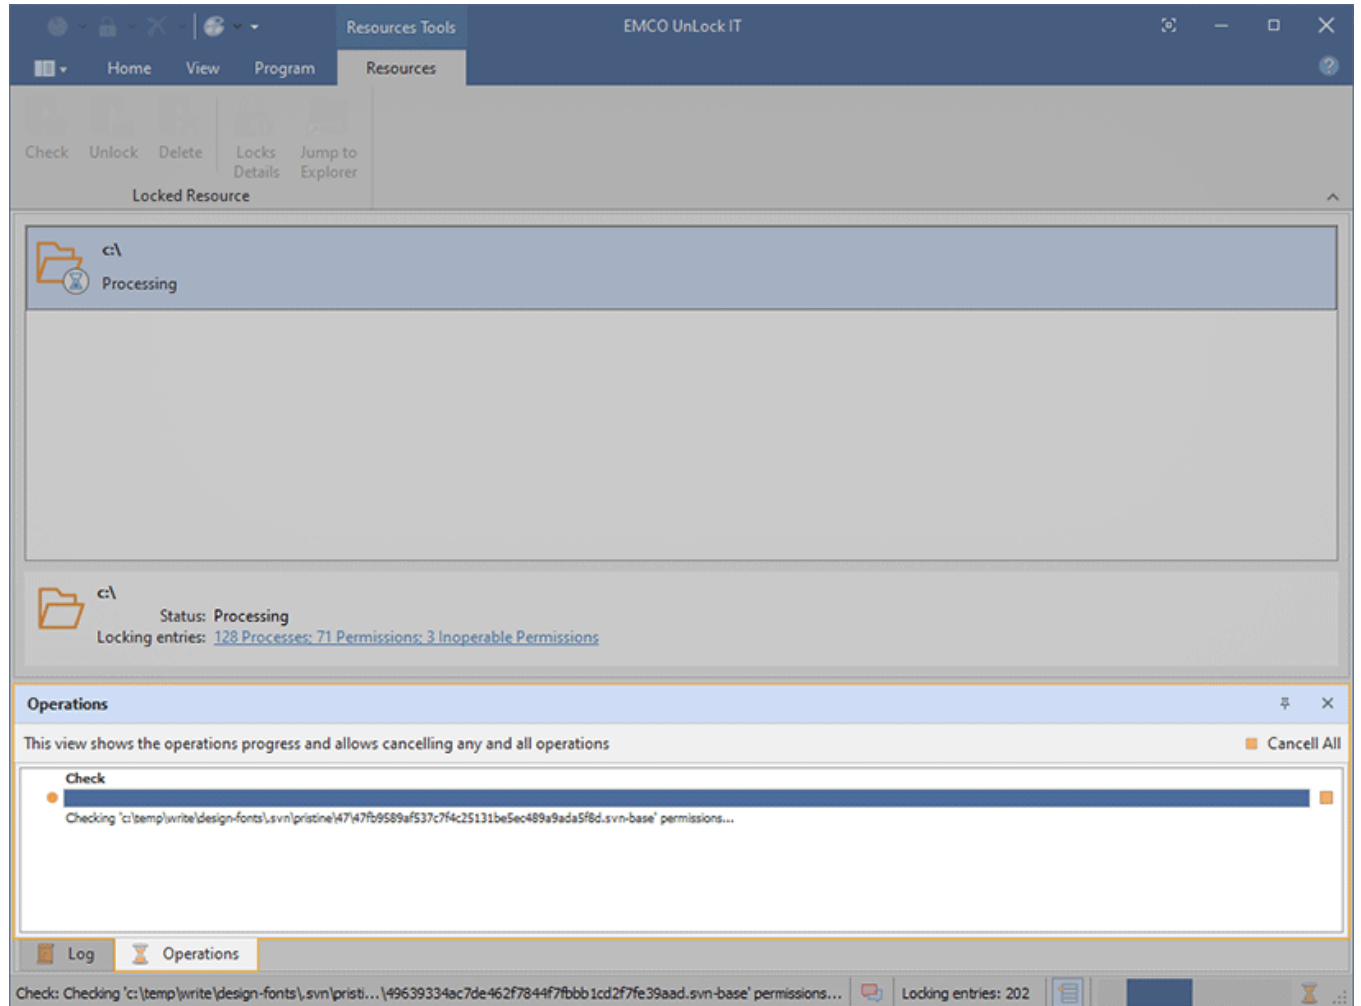 Resources Tools EMCO UnLock IT
Home View Program Resources
Check Unlock Delete Locks Details Jump to Explorer
Locked Resource
c:\
Processing
c:\
Status: Processing
Locking entries: 128 Processes; 71 Permissions; 3 Inoperable Permissions
Operations
This view shows the operations progress and allows cancelling any and all operations Cancell All
Check
Checking 'c:\temp\write\design-fonts\.svn\pristine\47\47fb9589af537c7f4c25131be5ec489a9ada5f8d.svn-base' permissions...
Log Operations
Check: Checking 'c:\temp\write\design-fonts\.svn\pristi...\49639334ac7de462f7844f7fbbb1cd2f7fe39aad.svn-base' permissions... Locking entries: 202